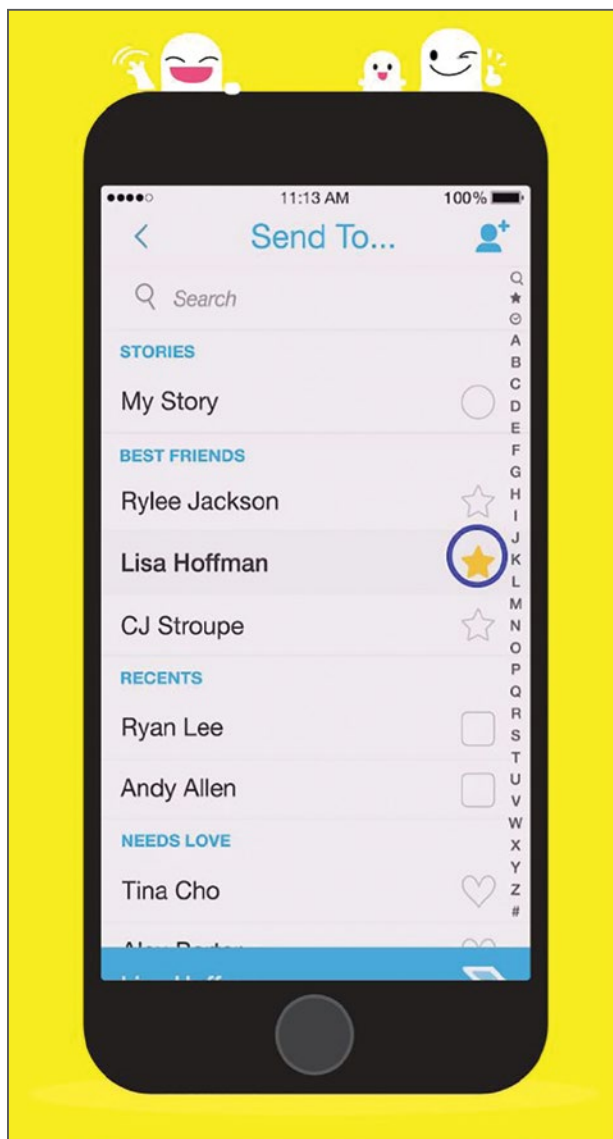 11:13 AM 100%
Send To...
Search
STORIES
My Story
BEST FRIENDS
Rylee Jackson
Lisa Hoffman
CJ Stroupe
RECENTS
Ryan Lee
Andy Allen
NEEDS LOVE
Tina Cho
A
B
C
D
E
F
G
H
I
J
K
L
M
N
O
P
Q
R
S
T
U
V
W
X
Y
Z
#